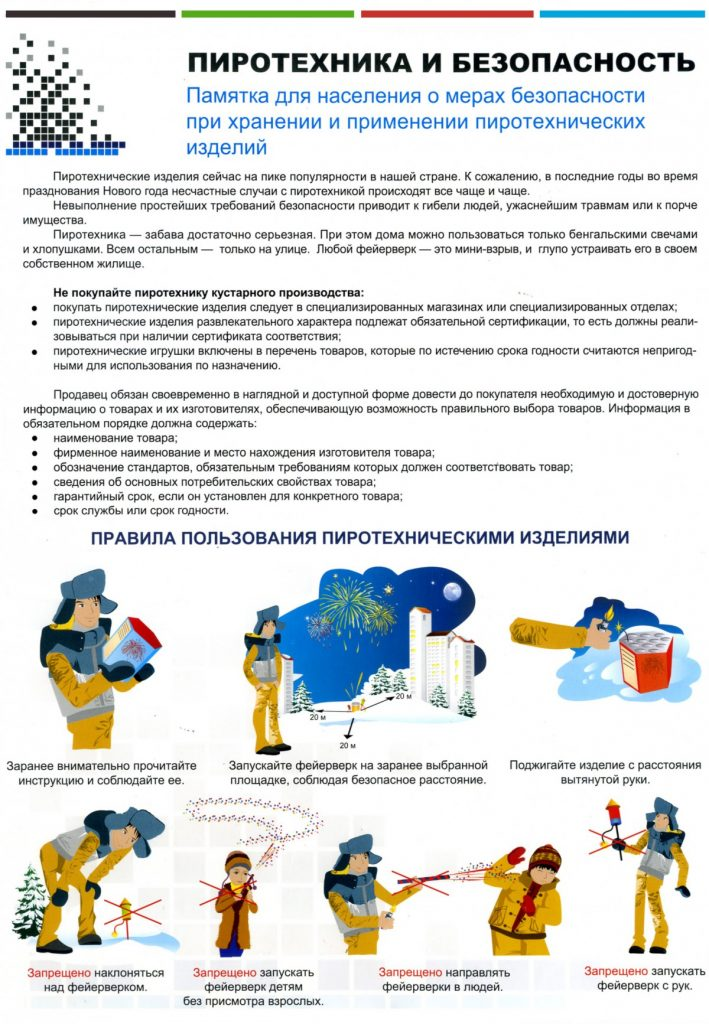 ПИРОТЕХНИКА И БЕЗОПАСНОСТЬ
Памятка для населения о мерах безопасности
при хранении и применении пиротехнических
изделий
Пиротехнические изделия сейчас на пике популярности в нашей стране. К сожалению, в последние годы во время
празднования Нового года несчастные случаи с пиротехникой происходят все чаще и чаще.
Невыполнение простейших требований безопасности приводит к гибели людей, ужаснейшим травмам или к порче
имущества.
Пиротехника — забава достаточно серьезная. При этом дома можно пользоваться только бенгальскими свечами
и хлопушками. Всем остальным — только на улице. Любой фейерверк — это мини-взрыв, и глупо устраивать его в своем
собственном жилище.
Не покупайте пиротехнику кустарного производства:
● покупать пиротехнические изделия следует в специализированных магазинах или специализированных отделах;
● пиротехнические изделия развлекательного характера подлежат обязательной сертификации, то есть должны реали-
зовываться при наличии сертификата соответствия;
● пиротехнические игрушки включены в перечень товаров, которые по истечению срока годности считаются непригод-
ными для использования по назначению.
Продавец обязан своевременно в наглядной и доступной форме довести до покупателя необходимую и достоверную
информацию о товарах и их изготовителях, обеспечивающую возможность правильного выбора товаров. Информация в
обязательном порядке должна содержать:
● наименование товара;
● фирменное наименование и место нахождения изготовителя товара;
● обозначение стандартов, обязательным требованиям которых должен соответствовать товар;
● сведения об основных потребительских свойствах товара;
● гарантийный срок, если он установлен для конкретного товара;
● срок службы или срок годности.
ПРАВИЛА ПОЛЬЗОВАНИЯ ПИРОТЕХНИЧЕСКИМИ ИЗДЕЛИЯМИ
20 м
20 м
20 м
Заранее внимательно прочитайте
инструкцию и соблюдайте ее.
Запускайте фейерверк на заранее выбранной
площадке, соблюдая безопасное расстояние.
Поджигайте изделие с расстояния
вытянутой руки.
Запрещено наклоняться
над фейерверком.
Запрещено запускать
фейерверк детям
без присмотра взрослых.
Запрещено направлять
фейерверки в людей.
Запрещено запускать
фейерверк с рук.